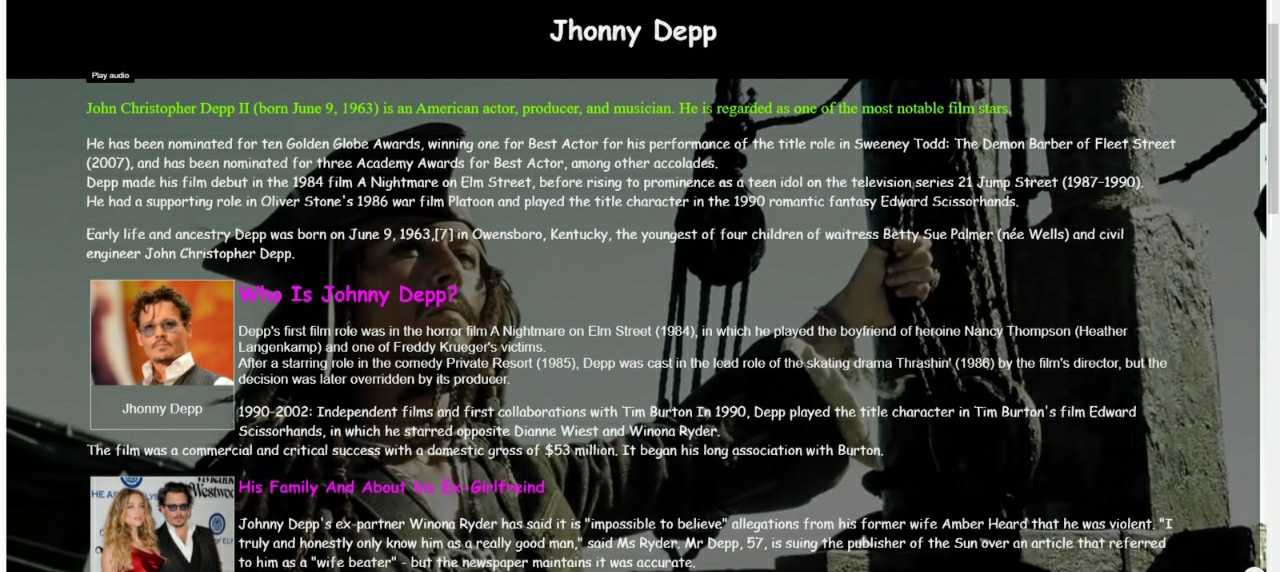 Jhonny Depp
Play audio
John Christopher Depp II (born June 9, 1963) is an American actor, producer, and musician. He is regarded as one of the most notable film stars.
He has been nominated for ten Golden Globe Awards, winning one for Best Actor for his performance of the title role in Sweeney Todd: The Demon Barber of Fleet Street
(2007), and has been nominated for three Academy Awards for Best Actor, among other accolades.
Depp made his film debut in the 1984 film A Nightmare on Elm Street, before rising to prominence as a teen idol on the television series 21 Jump Street (1987–1990).
He had a supporting role in Oliver Stone's 1986 war film Platoon and played the title character in the 1990 romantic fantasy Edward Scissorhands.
Early life and ancestry Depp was born on June 9, 1963,[7] in Owensboro, Kentucky, the youngest of four children of waitress Betty Sue Palmer (née Wells) and civil
engineer John Christopher Depp.
Who Is Johnny Depp?
Depp's first film role was in the horror film A Nightmare on Elm Street (1984), in which he played the boyfriend of heroine Nancy Thompson (Heather
Langenkamp) and one of Freddy Krueger's victims.
After a starring role in the comedy Private Resort (1985), Depp was cast in the lead role of the skating drama Thrashin' (1986) by the film's director, but the
decision was later overridden by its producer.
Jhonny Depp
1990-2002: Independent films and first collaborations with Tim Burton In 1990, Depp played the title character in Tim Burton's film Edward
Scissorhands, in which he starred opposite Dianne Wiest and Winona Ryder.
The film was a commercial and critical success with a domestic gross of $53 million. It began his long association with Burton.
His Family And About his Ex-Girlfreind
Johnny Depp's ex-partner Winona Ryder has said it is "impossible to believe" allegations from his former wife Amber Heard that he was violent. "I
truly and honestly only know him as a really good man," said Ms Ryder. Mr Depp, 57, is suing the publisher of the Sun over an article that referred
to him as a "wife beater" - but the newspaper maintains it was accurate.